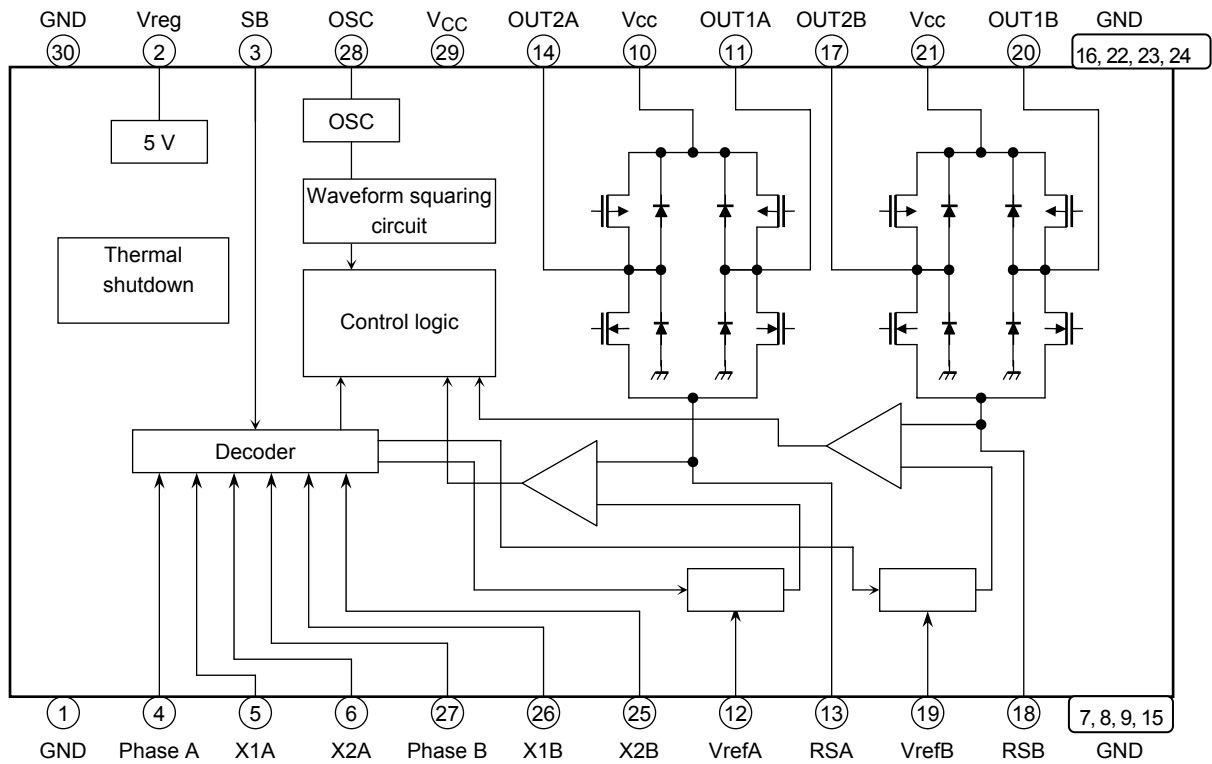 GND Vreg SB OSC VCC OUT2A Vcc OUT1A OUT2B Vcc OUT1B GND
30 2 3 28 29 14 10 11 17 21 20 16, 22, 23, 24
OSC
5 V
Waveform squaring
circuit
Thermal
shutdown
Control logic
Decoder
1 4 5 6 27 26 25 12 13 19 18 7, 8, 9, 15
GND Phase A X1A X2A Phase B X1B X2B VrefA RSA VrefB RSB GND